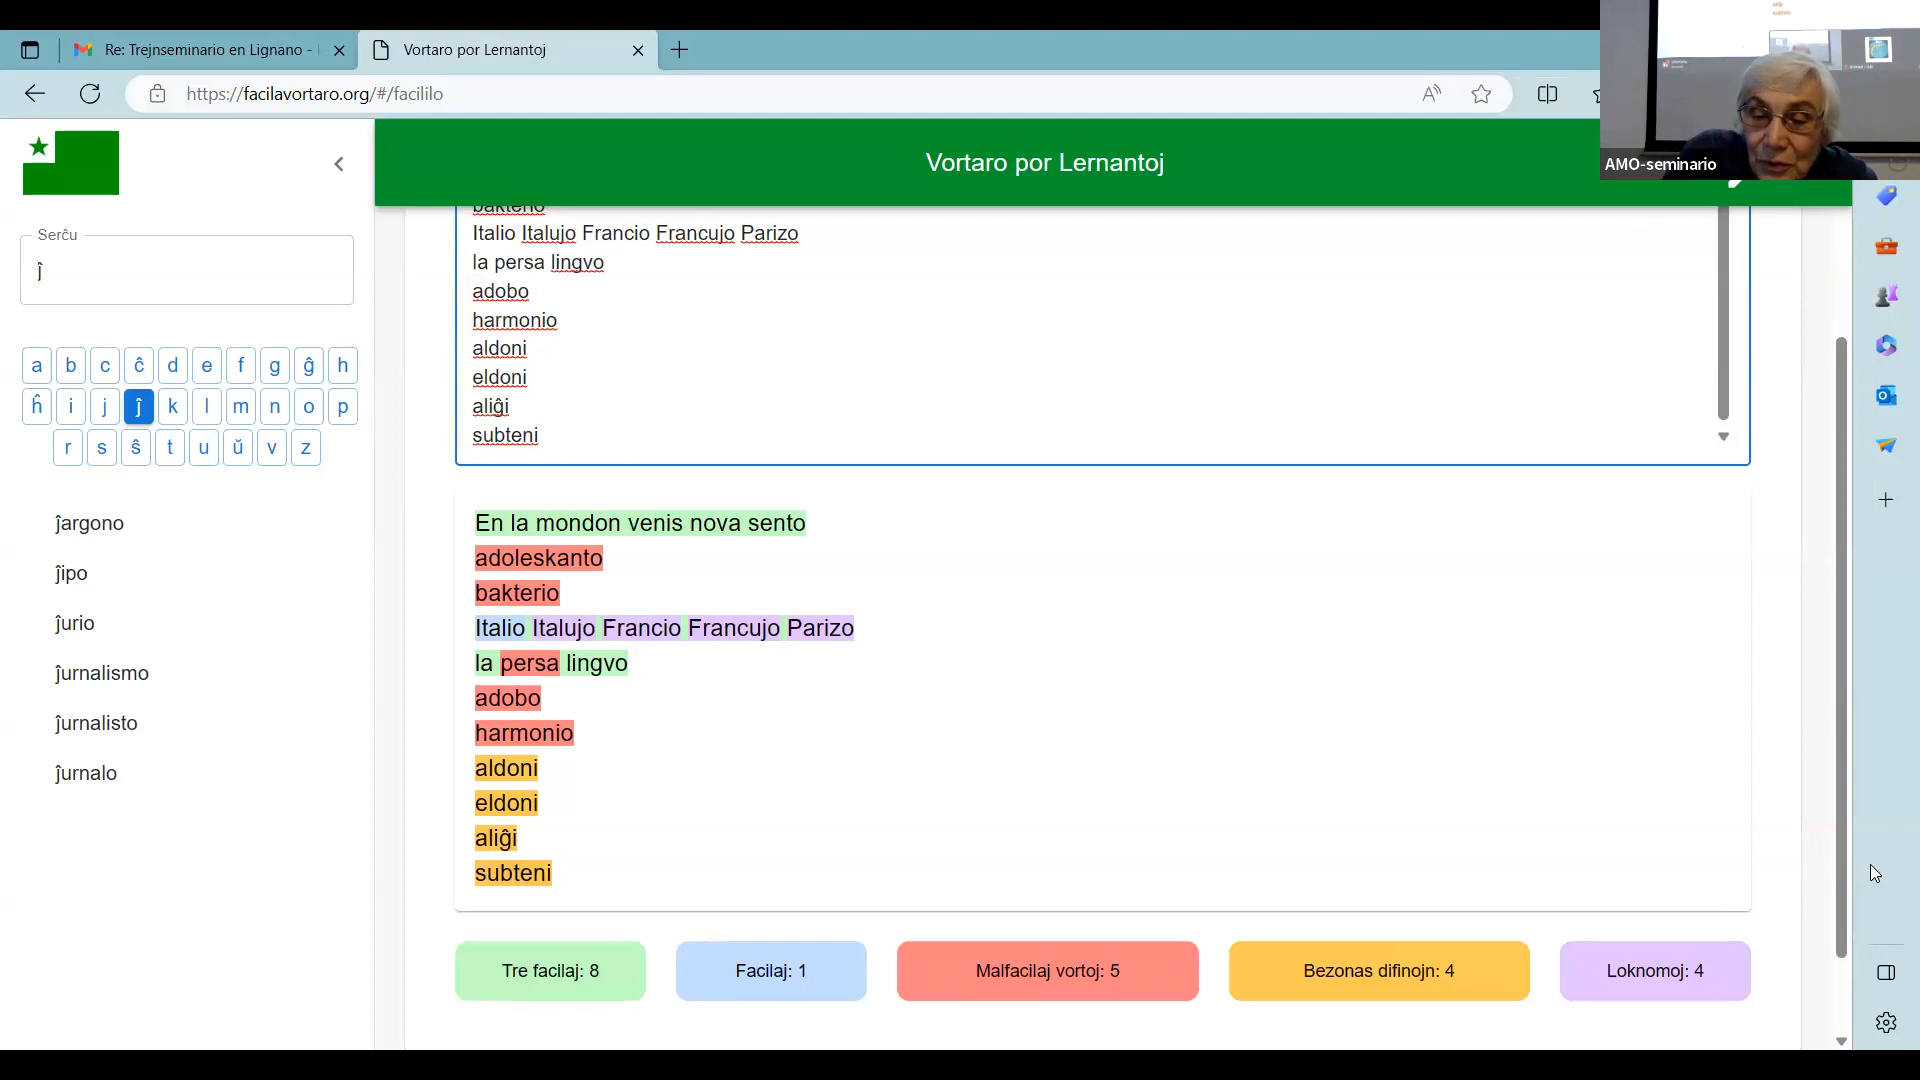 Re: Trejnseminario en Lignano -
Vortaro por Lernantoj
https://facilavortaro.org/#/facililo
AMO-seminario
Vortaro por Lernantoj
Serĉu
ĵ
a b c ĉ d e f g ĝ h
ĥ i j ĵ k l m n o p
r s ŝ t u ŭ v z
ĵargono
ĵipo
ĵurio
ĵurnalismo
ĵurnalisto
ĵurnalo
bakterio
Italio Italujo Francio Francujo Parizo
la persa lingvo
adobo
harmonio
aldoni
eldoni
aliĝi
subteni
En la mondon venis nova sento
adoleskanto
bakterio
Italio Italujo Francio Francujo Parizo
la persa lingvo
adobo
harmonio
aldoni
eldoni
aliĝi
subteni
Tre facilaj: 8
Facilaj: 1
Malfacilaj vortoj: 5
Bezonas difinojn: 4
Loknomoj: 4